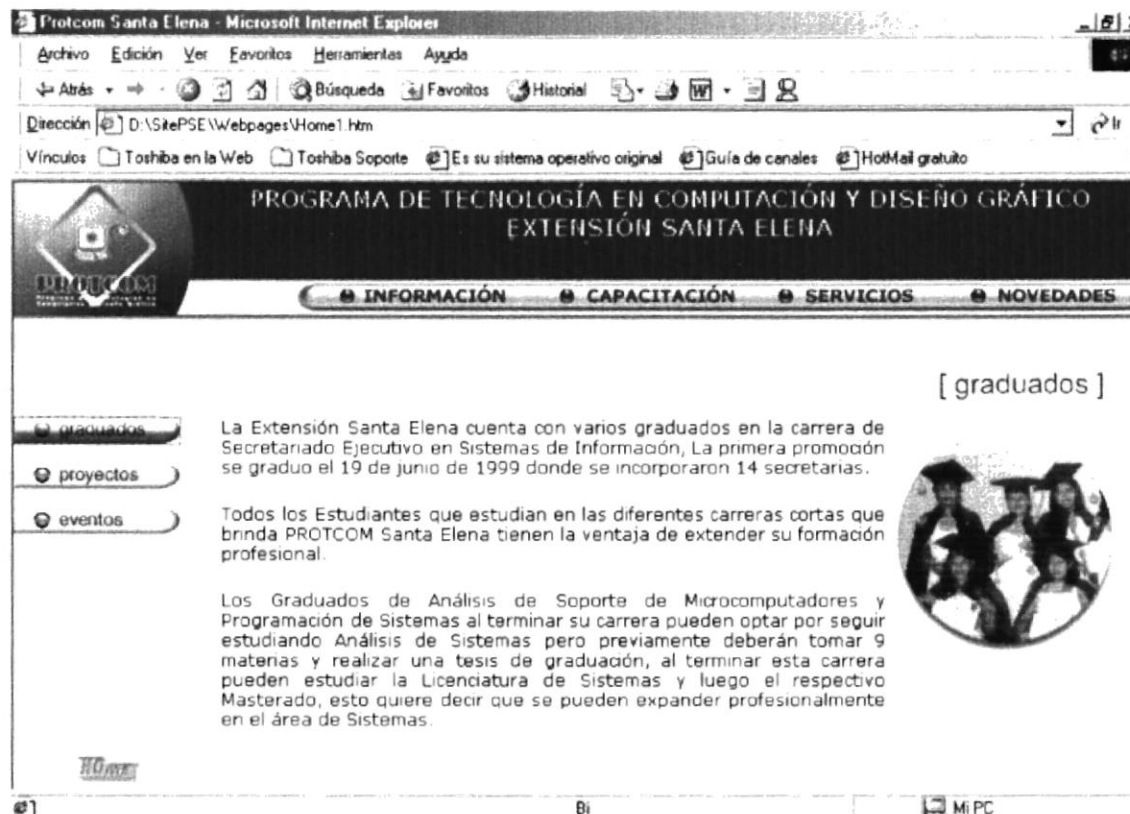 Protcom Santa Elena - Microsoft Internet Explorer
Archivo Edición Ver Favoritos Herramientas Ayuda
Atrás Búsqueda Favoritos Historial
Dirección D:\SitePSE\Webpages\Home1.htm Ir
Vínculos Toshiba en la Web Toshiba Soporte Es su sistema operativo original Guía de canales HotMail gratuito
PROGRAMA DE TECNOLOGÍA EN COMPUTACIÓN Y DISEÑO GRÁFICO
EXTENSIÓN SANTA ELENA
PROTCOM
INFORMACIÓN CAPACITACIÓN SERVICIOS NOVEDADES
[ graduados ]
graduados
proyectos
eventos
La Extensión Santa Elena cuenta con varios graduados en la carrera de
Secretariado Ejecutivo en Sistemas de Información, La primera promoción
se graduo el 19 de junio de 1999 donde se incorporaron 14 secretarias.
Todos los Estudiantes que estudian en las diferentes carreras cortas que
brinda PROTCOM Santa Elena tienen la ventaja de extender su formación
profesional.
Los Graduados de Análisis de Soporte de Microcomputadores y
Programación de Sistemas al terminar su carrera pueden optar por seguir
estudiando Análisis de Sistemas pero previamente deberán tomar 9
materias y realizar una tesis de graduación, al terminar esta carrera
pueden estudiar la Licenciatura de Sistemas y luego el respectivo
Masterado, esto quiere decir que se pueden expander profesionalmente
en el área de Sistemas.
1 Bi Mi PC